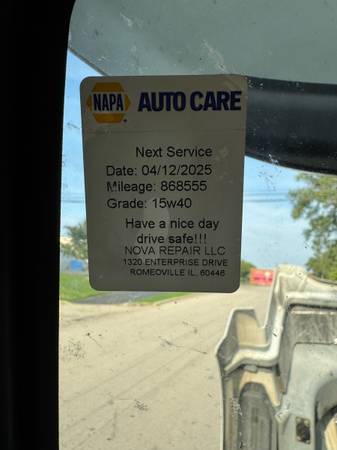 NAPA AUTO CARE
Next Service
Date: 04/12/2025
Mileage: 868555
Grade: 15w40
Have a nice day
drive safe!!!
NOVA REPAIR LLC
1320 ENTERPRISE DRIVE
ROMEOVILLE IL. 60446